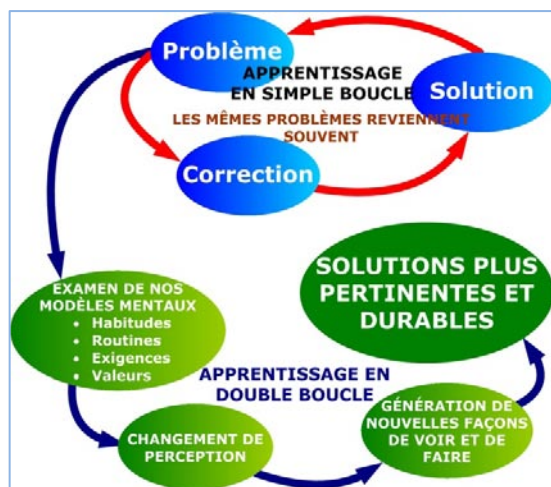 Problème
APPRENTISSAGE
EN SIMPLE BOUCLE
Solution
LES MÊMES PROBLÈMES REVIENNENT
SOUVENT
Correction
SOLUTIONS PLUS
PERTINENTES ET
DURABLES
EXAMEN DE NOS
MODÈLES MENTAUX
• Habitudes
• Routines
• Exigences
• Valeurs
APPRENTISSAGE EN
DOUBLE BOUCLE
CHANGEMENT DE
PERCEPTION
GÉNÉRATION DE
NOUVELLES FAÇONS
DE VOIR ET DE
FAIRE